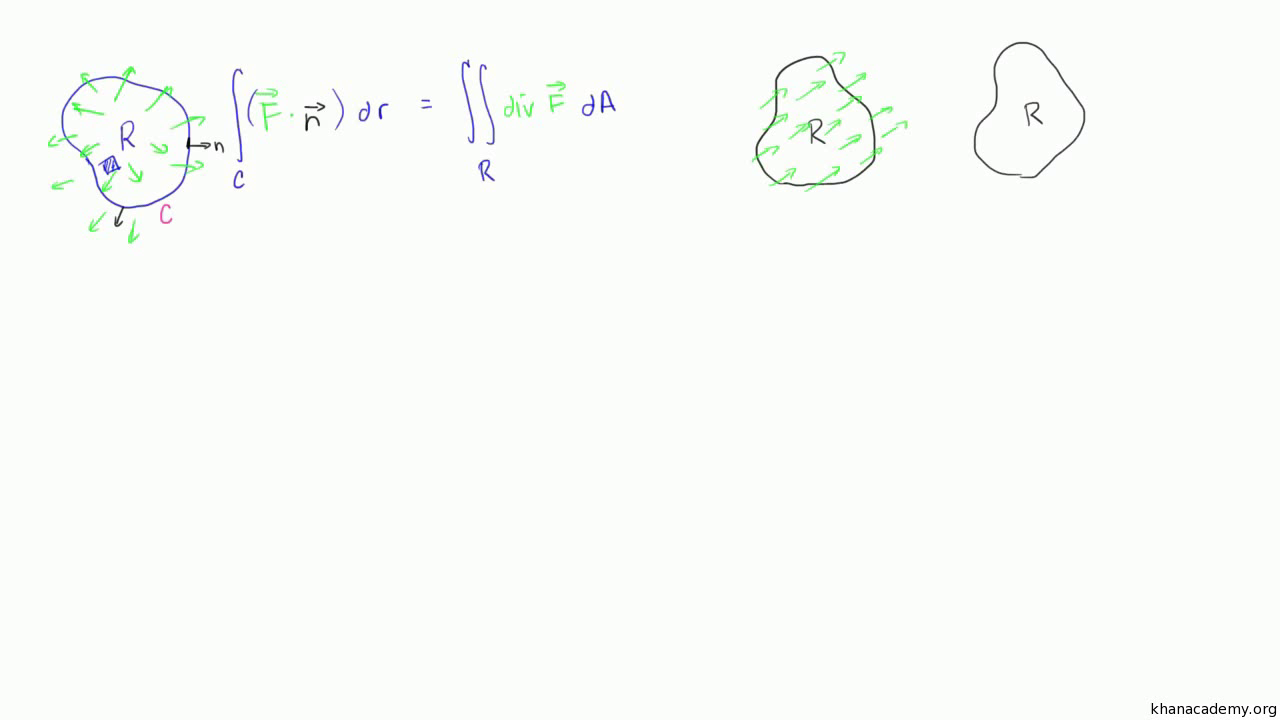 R
n
C
∫ (F⃗ · n⃗) dr = ∬ div F⃗ dA
C
R
R
R
khanacademy.org